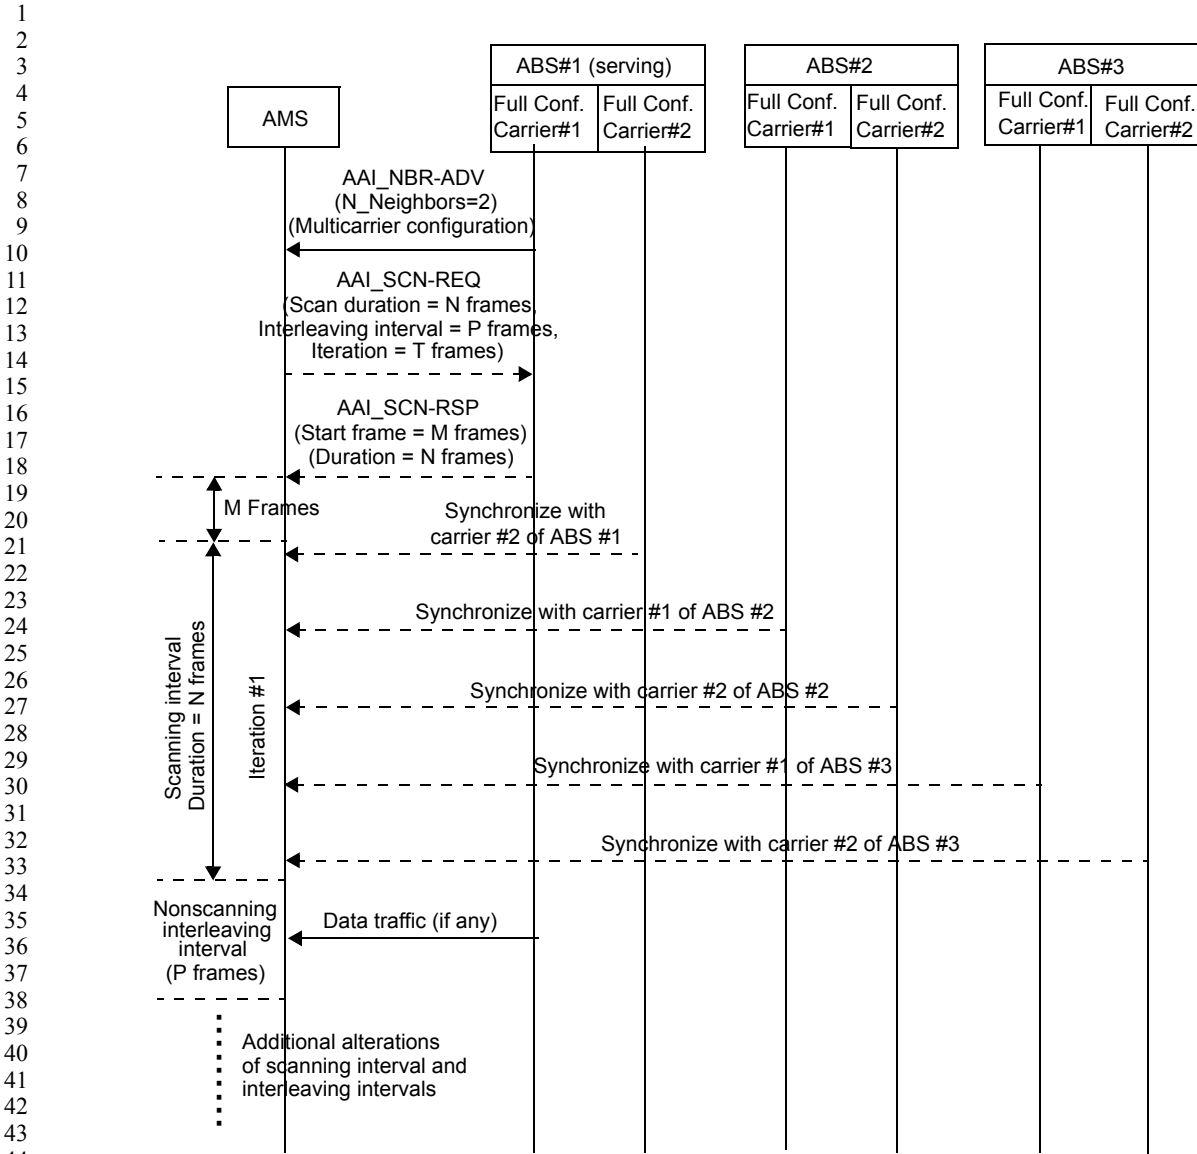 1
2
3
4
5
6
7
8
9
10
11
12
13
14
15
16
17
18
19
20
21
22
23
24
25
26
27
28
29
30
31
32
33
34
35
36
37
38
39
40
41
42
43
AMS
ABS#1 (serving)
Full Conf.
Carrier#1
Full Conf.
Carrier#2
ABS#2
Full Conf.
Carrier#1
Full Conf.
Carrier#2
ABS#3
Full Conf.
Carrier#1
Full Conf.
Carrier#2
AAI_NBR-ADV
(N_Neighbors=2)
(Multicarrier configuration)
AAI_SCN-REQ
(Scan duration = N frames,
Interleaving interval = P frames,
Iteration = T frames)
AAI_SCN-RSP
(Start frame = M frames)
(Duration = N frames)
M Frames
Synchronize with
carrier #2 of ABS #1
Synchronize with carrier #1 of ABS #2
Synchronize with carrier #2 of ABS #2
Synchronize with carrier #1 of ABS #3
Synchronize with carrier #2 of ABS #3
Scanning interval
Duration = N frames
Iteration #1
Nonscanning
interleaving
interval
(P frames)
Data traffic (if any)
Additional alterations
of scanning interval and
interleaving intervals